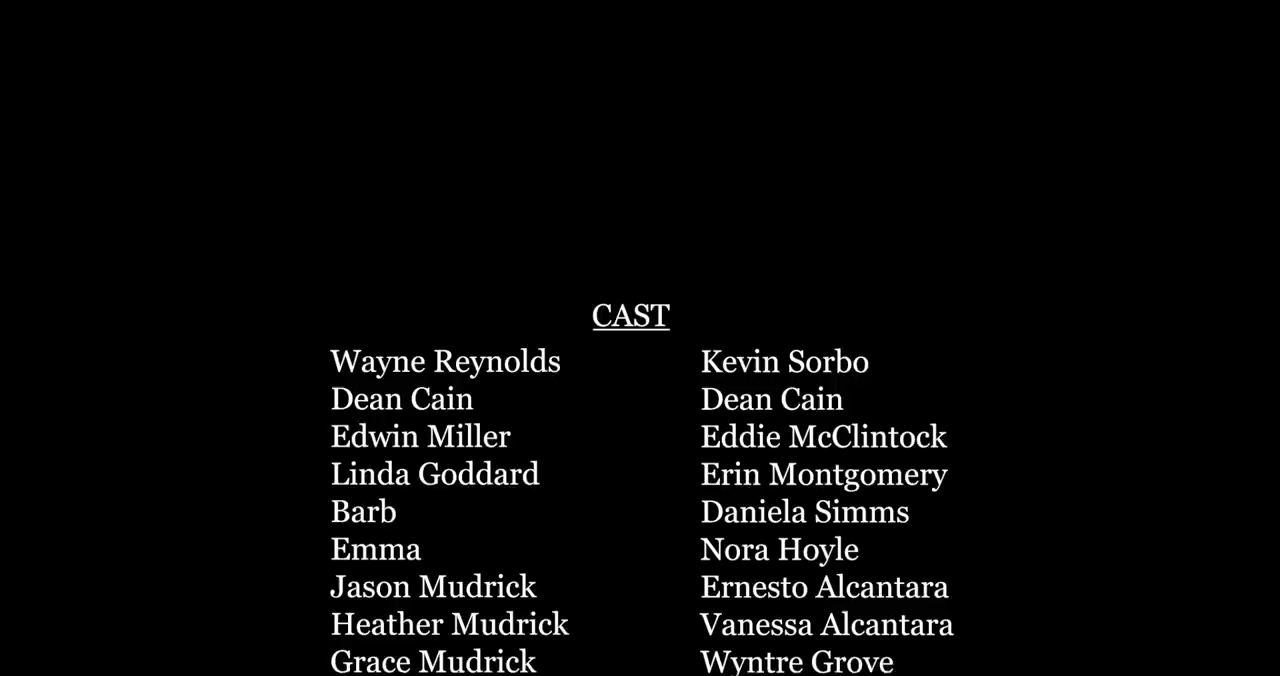 CAST
Wayne Reynolds Kevin Sorbo
Dean Cain Dean Cain
Edwin Miller Eddie McClintock
Linda Goddard Erin Montgomery
Barb Daniela Simms
Emma Nora Hoyle
Jason Mudrick Ernesto Alcantara
Heather Mudrick Vanessa Alcantara
Grace Mudrick Wyntre Grove